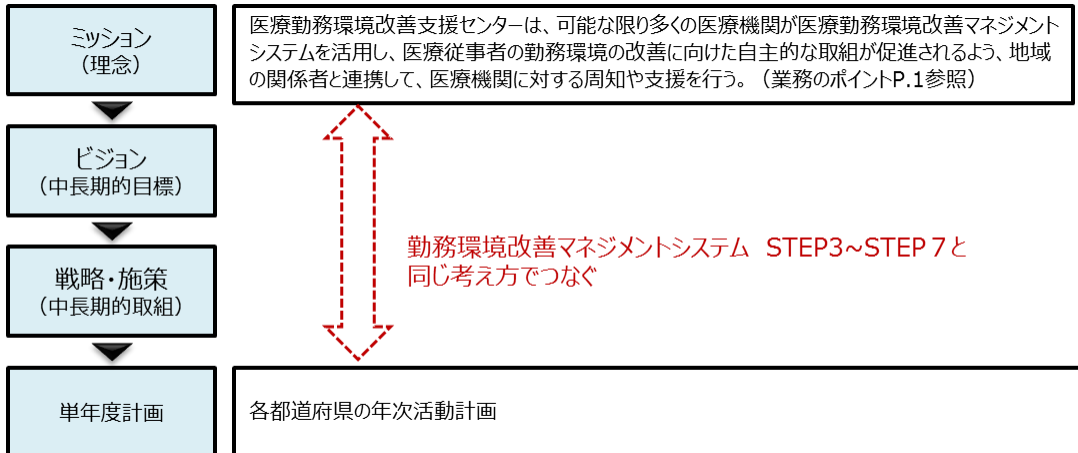 ミッション
（理念）
医療勤務環境改善支援センターは、可能な限り多くの医療機関が医療勤務環境改善マネジメント
システムを活用し、医療従事者の勤務環境の改善に向けた自主的な取組が促進されるよう、地域
の関係者と連携して、医療機関に対する周知や支援を行う。（業務のポイントP.1参照）
ビジョン
（中長期的目標）
勤務環境改善マネジメントシステム　STEP3~STEP７と
同じ考え方でつなぐ
戦略・施策
（中長期的取組）
単年度計画
各都道府県の年次活動計画